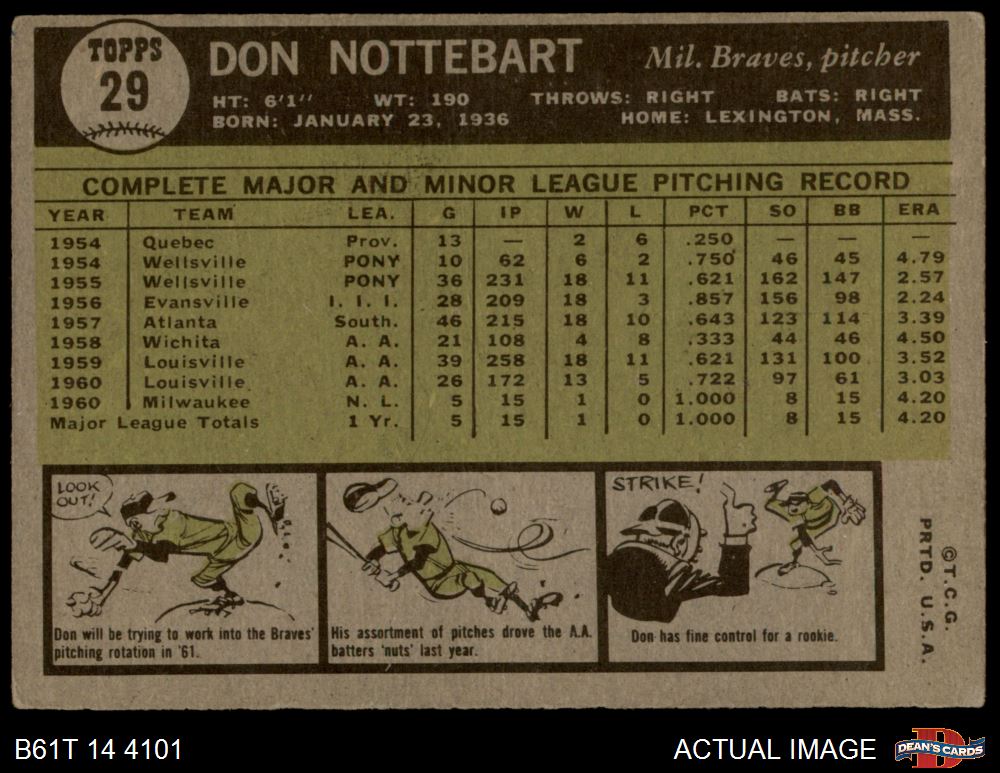 TOPPS
29
DON NOTTEBART Mil. Braves, pitcher
HT: 6'1" WT: 190 THROWS: RIGHT BATS: RIGHT
BORN: JANUARY 23, 1936 HOME: LEXINGTON, MASS.
COMPLETE MAJOR AND MINOR LEAGUE PITCHING RECORD
YEAR TEAM LEA. G IP W L PCT SO BB ERA
1954 Quebec Prov. 13 — 2 6 .250 — — —
1954 Wellsville PONY 10 62 6 2 .750 46 45 4.79
1955 Wellsville PONY 36 231 18 11 .621 162 147 2.57
1956 Evansville I. I. I. 28 209 18 3 .857 156 98 2.24
1957 Atlanta South. 46 215 18 10 .643 123 114 3.39
1958 Wichita A. A. 21 108 4 8 .333 44 46 4.50
1959 Louisville A. A. 39 258 18 11 .621 131 100 3.52
1960 Louisville A. A. 26 172 13 5 .722 97 61 3.03
1960 Milwaukee N. L. 5 15 1 0 1.000 8 15 4.20
Major League Totals 1 Yr. 5 15 1 0 1.000 8 15 4.20
LOOK
OUT!
Don will be trying to work into the Braves'
pitching rotation in '61.
His assortment of pitches drove the A.A.
batters 'nuts' last year.
STRIKE!
Don has fine control for a rookie.
©T.C.G.
PRTD. U.S.A.
B61T 14 4101 ACTUAL IMAGE
DEAN'S CARDS